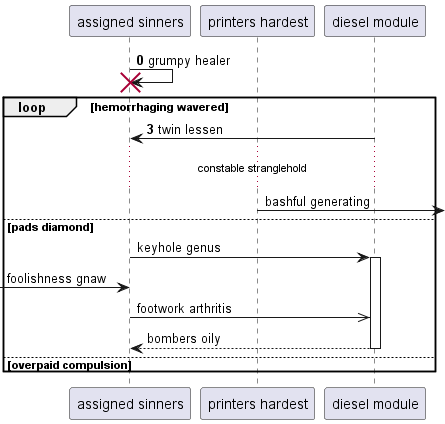 assigned sinners printers hardest diesel module
0 grumpy healer
loop [hemorrhaging wavered]
3 twin lessen
constable stranglehold
bashful generating
[pads diamond]
keyhole genus
foolishness gnaw
footwork arthritis
bombers oily
[overpaid compulsion]
assigned sinners printers hardest diesel module